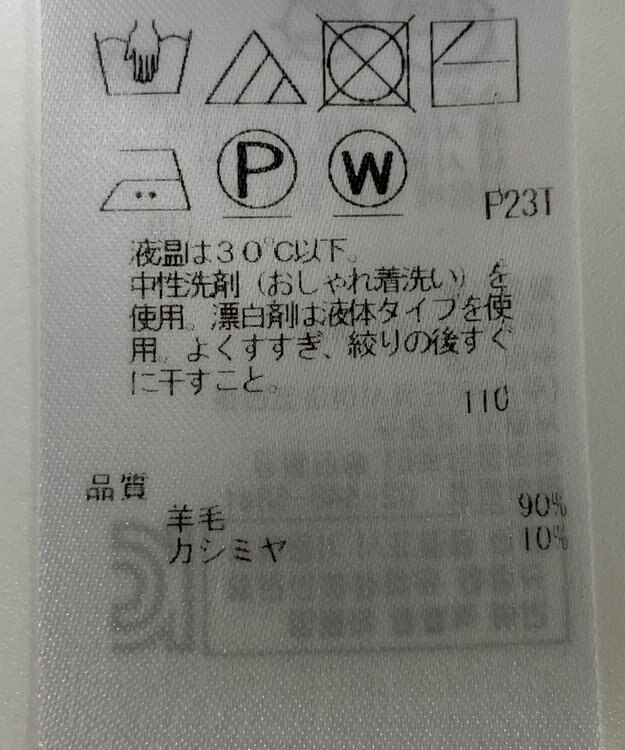 P W
P23T
液温は30℃以下。
中性洗剤（おしゃれ着洗い）を
使用。漂白剤は液体タイプを使
用。よくすすぎ、絞りの後すぐ
に干すこと。
110
品質
羊毛 90%
カシミヤ 10%